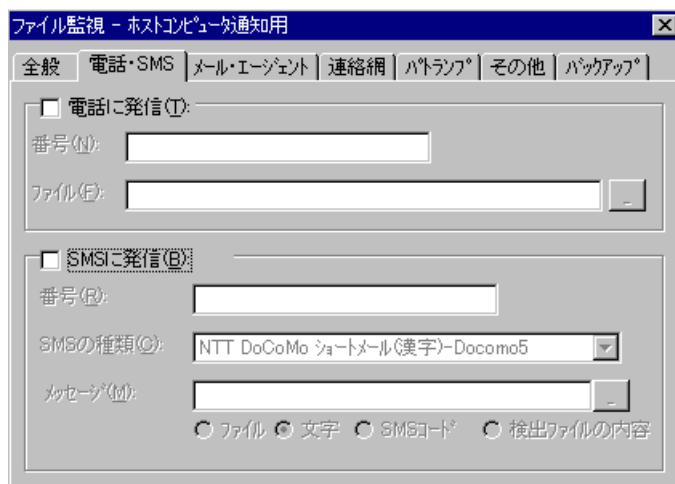 ファイル監視 - ホストコンピュータ通知用
全般 電話・SMS メール・エージェント 連絡網 パトランプ その他 バックアップ
電話に発信(T):
番号(N):
ファイル(F): ...
SMSに発信(B):
番号(R):
SMSの種類(C): NTT DoCoMo ショートメール(漢字)-Docomo5
メッセージ(M): ...
ファイル 文字 SMSコード 検出ファイルの内容